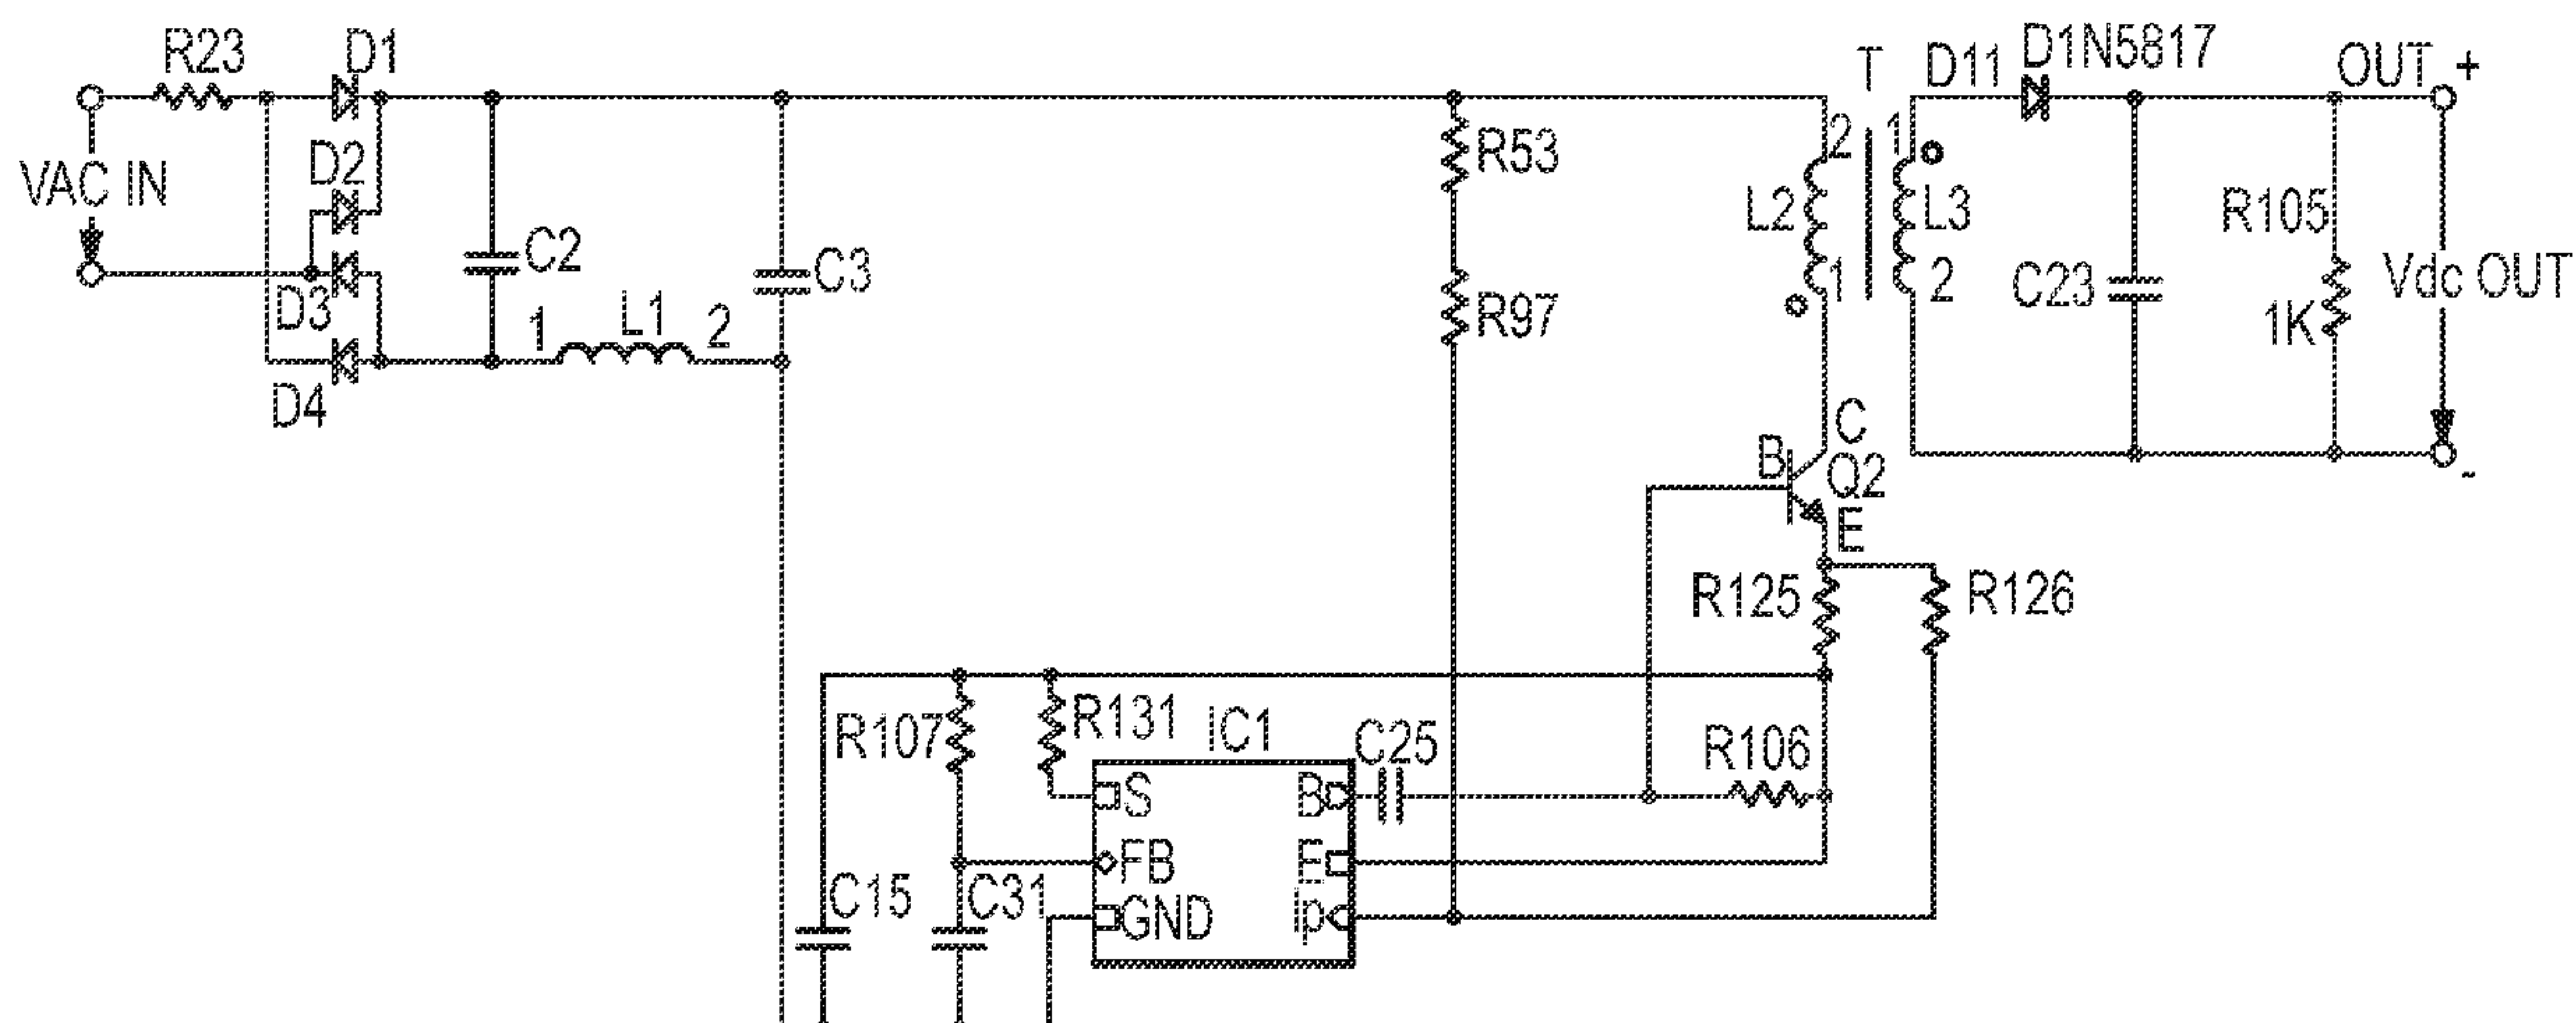 R23
D1
VAC IN
D2
D3
D4
C2
1
L1
2
C3
R53
R97
T
2
1
L2
L3
1
2
D11
D1N5817
OUT +
R105
1K
C23
Vdc OUT
-
C
B
Q2
E
R125
R126
R107
R131
IC1
C25
R106
S
B
FB
E
GND
ip
C15
C31